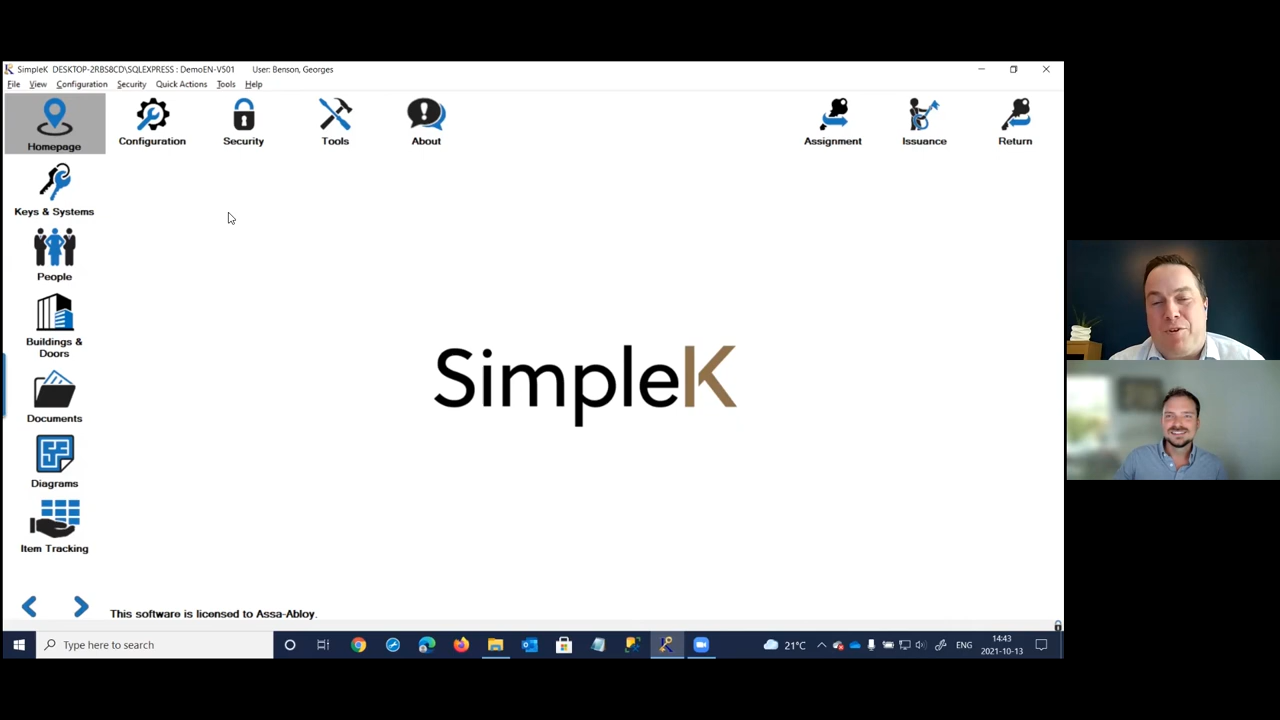 SimpleK DESKTOP-2RBS8CD\SQLEXPRESS : DemoEN-V501 User: Benson, Georges
File View Configuration Security Quick Actions Tools Help
Homepage
Configuration
Security
Tools
About
Assignment
Issuance
Return
Keys & Systems
People
Buildings &
Doors
Documents
Diagrams
Item Tracking
SimpleK
This software is licensed to Assa-Abloy.
Type here to search
21°C
ENG
14:43
2021-10-13